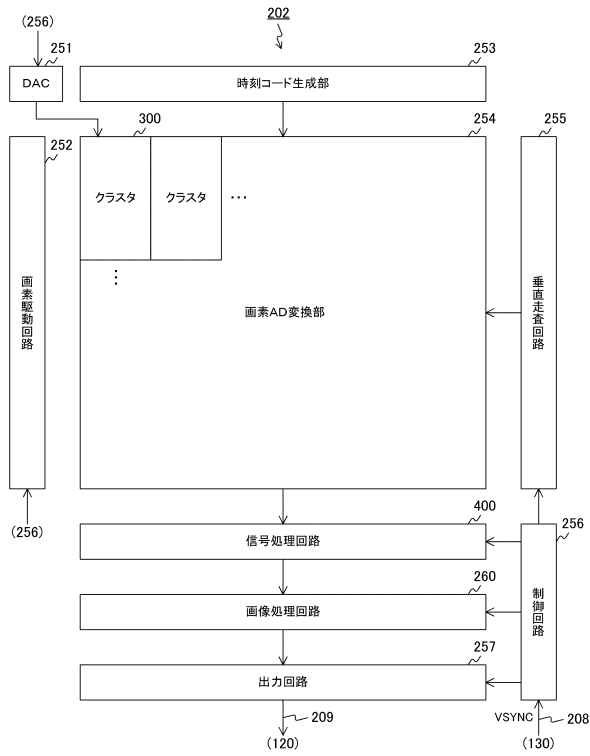 202
(256)
251
DAC
253
時刻コード生成部
300
254
255
252
クラスタ
クラスタ
...
⋮
画素駆動回路
画素AD変換部
垂直走査回路
(256)
400
信号処理回路
256
制御回路
260
画像処理回路
257
出力回路
209
(120)
VSYNC
208
(130)